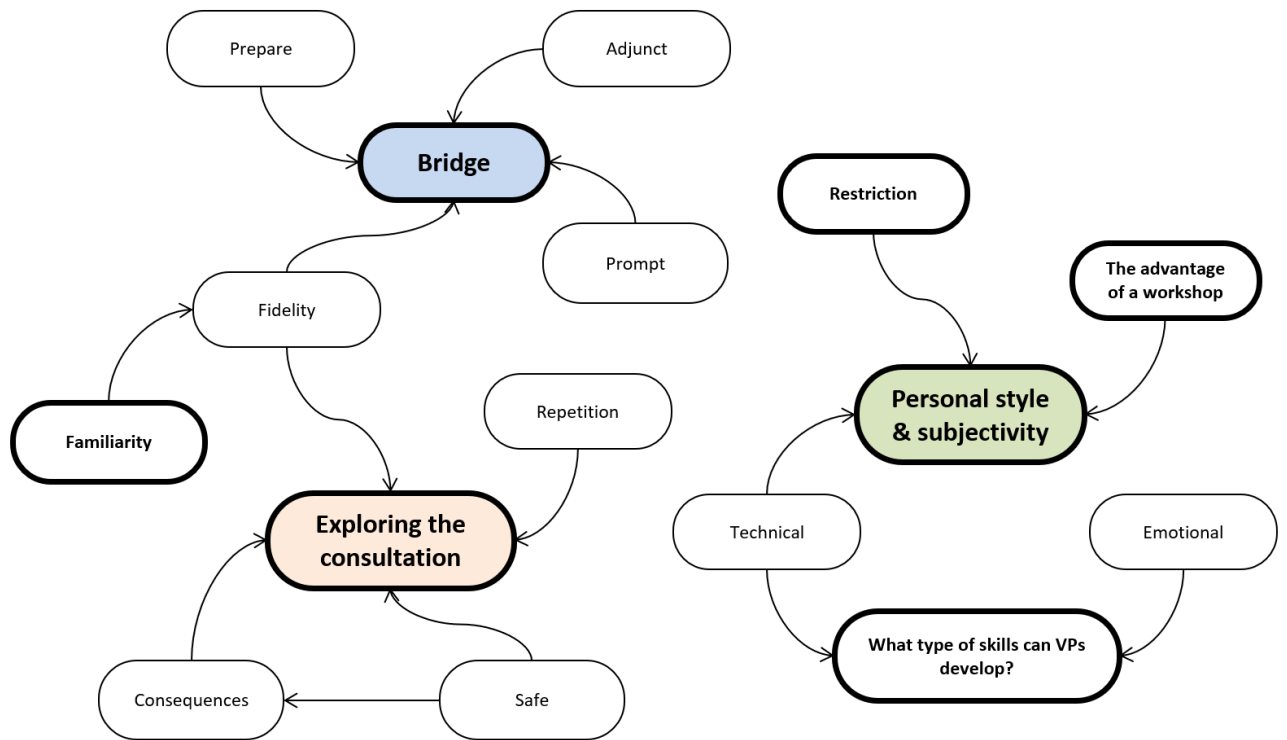 Prepare
Adjunct
Bridge
Restriction
Prompt
The advantage
of a workshop
Fidelity
Personal style
& subjectivity
Repetition
Familiarity
Exploring the
consultation
Technical
Emotional
What type of skills can VPs
develop?
Consequences
Safe